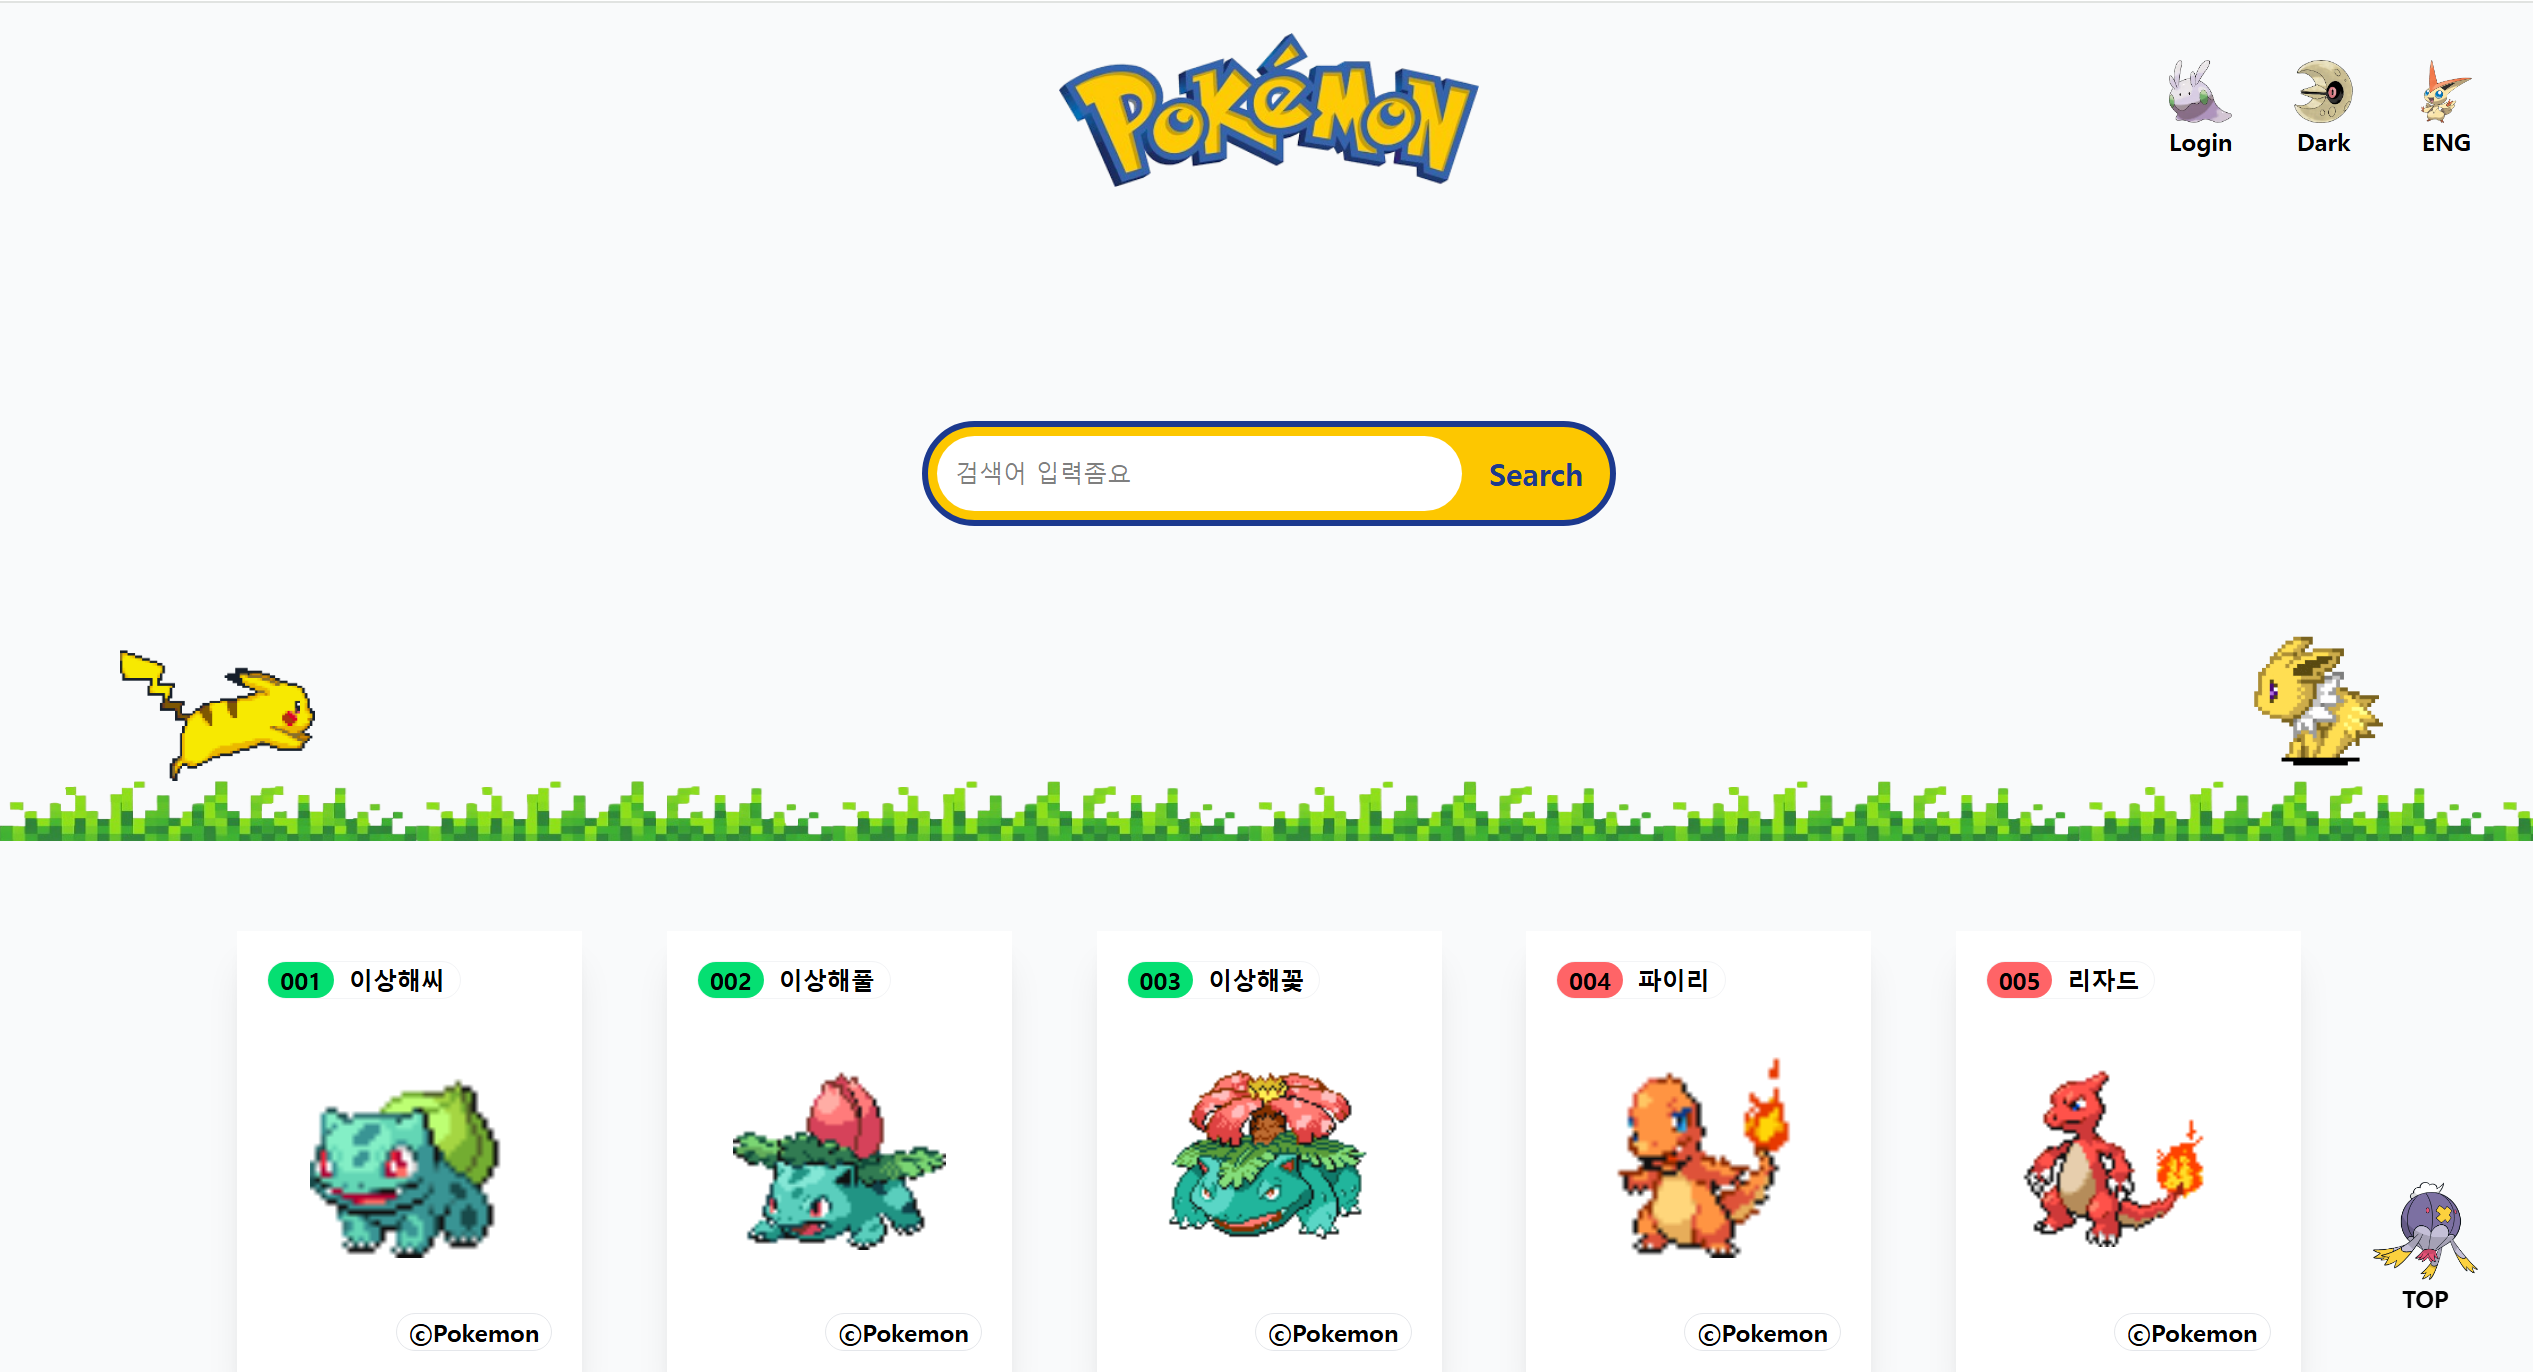 POKéMON
Login
Dark
ENG
검색어 입력좀요
Search
001 이상해씨
002 이상해풀
003 이상해꽃
004 파이리
005 리자드
TOP
©Pokemon
©Pokemon
©Pokemon
©Pokemon
©Pokemon